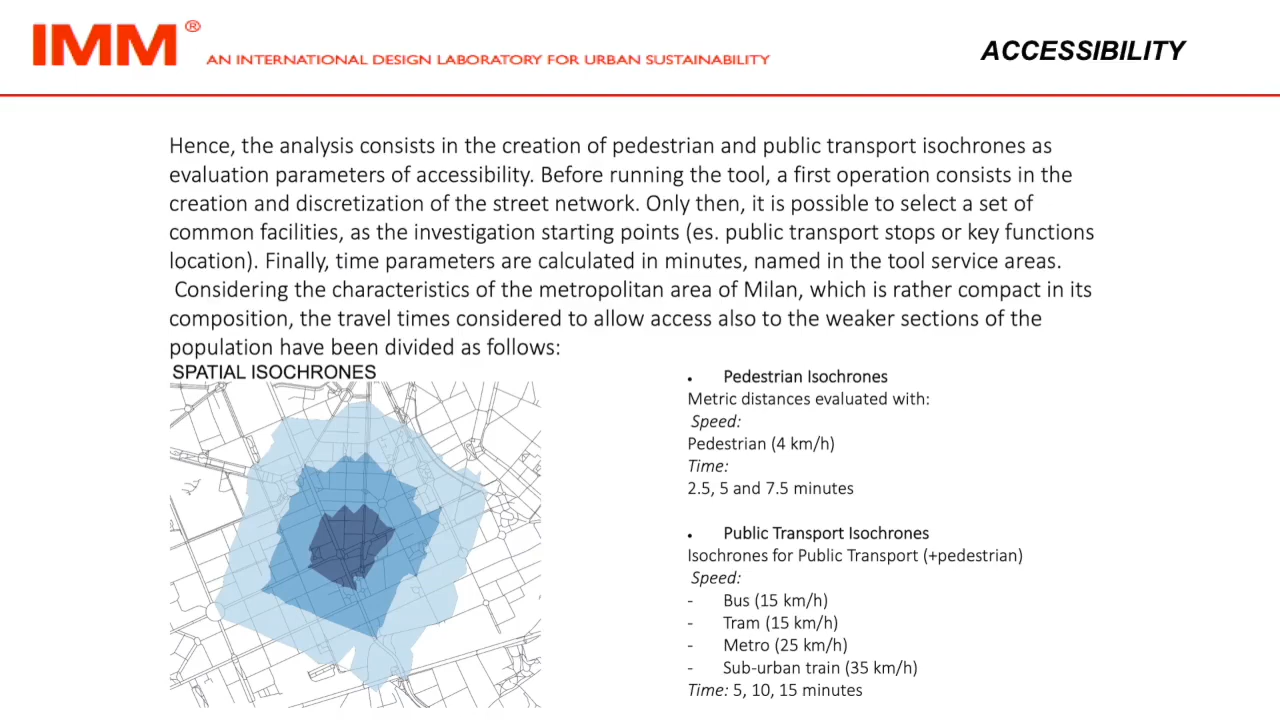 IMM®
AN INTERNATIONAL DESIGN LABORATORY FOR URBAN SUSTAINABILITY
ACCESSIBILITY
Hence, the analysis consists in the creation of pedestrian and public transport isochrones as
evaluation parameters of accessibility. Before running the tool, a first operation consists in the
creation and discretization of the street network. Only then, it is possible to select a set of
common facilities, as the investigation starting points (es. public transport stops or key functions
location). Finally, time parameters are calculated in minutes, named in the tool service areas.
Considering the characteristics of the metropolitan area of Milan, which is rather compact in its
composition, the travel times considered to allow access also to the weaker sections of the
population have been divided as follows:
SPATIAL ISOCHRONES
• Pedestrian Isochrones
Metric distances evaluated with:
Speed:
Pedestrian (4 km/h)
Time:
2.5, 5 and 7.5 minutes
• Public Transport Isochrones
Isochrones for Public Transport (+pedestrian)
Speed:
- Bus (15 km/h)
- Tram (15 km/h)
- Metro (25 km/h)
- Sub-urban train (35 km/h)
Time: 5, 10, 15 minutes